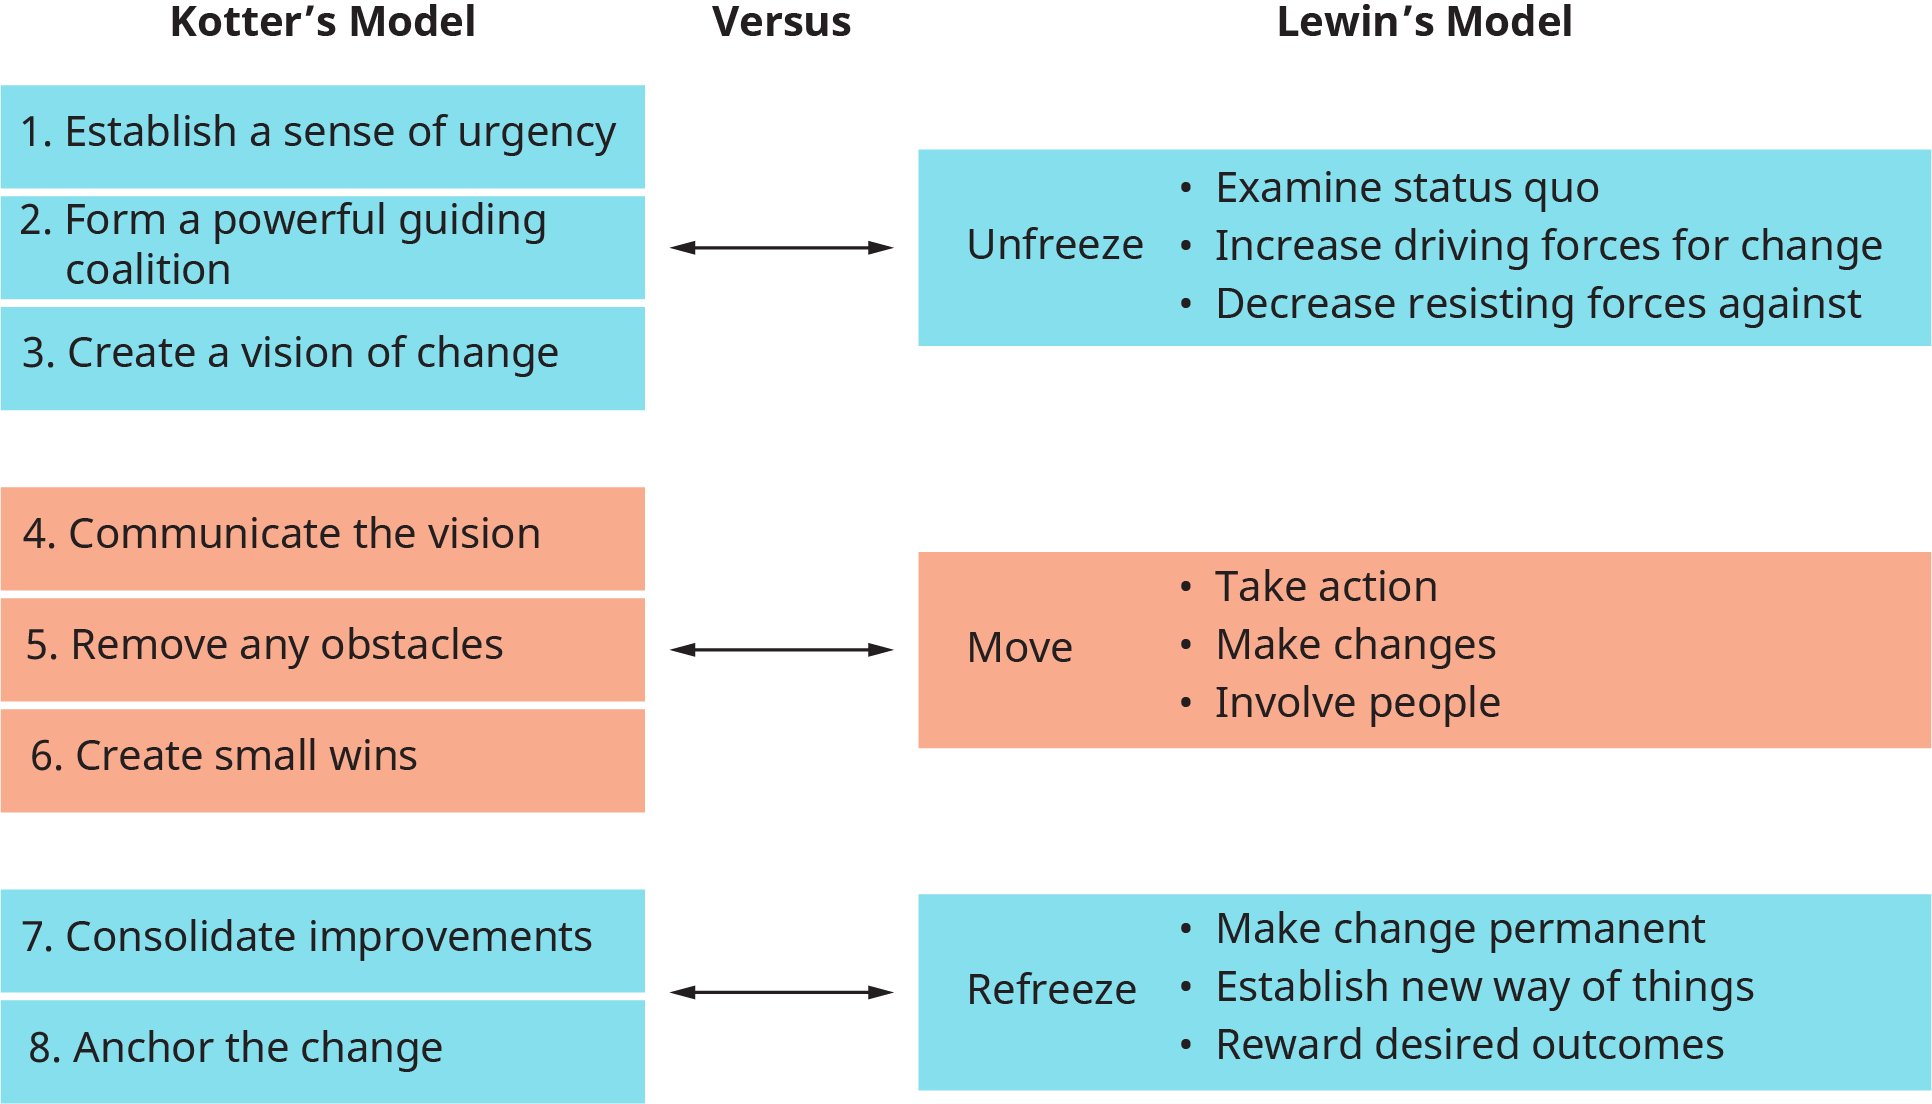 Kotter’s Model
Versus
Lewin’s Model
1. Establish a sense of urgency
2. Form a powerful guiding
coalition
3. Create a vision of change
Unfreeze
• Examine status quo
• Increase driving forces for change
• Decrease resisting forces against
4. Communicate the vision
5. Remove any obstacles
6. Create small wins
Move
• Take action
• Make changes
• Involve people
7. Consolidate improvements
8. Anchor the change
Refreeze
• Make change permanent
• Establish new way of things
• Reward desired outcomes